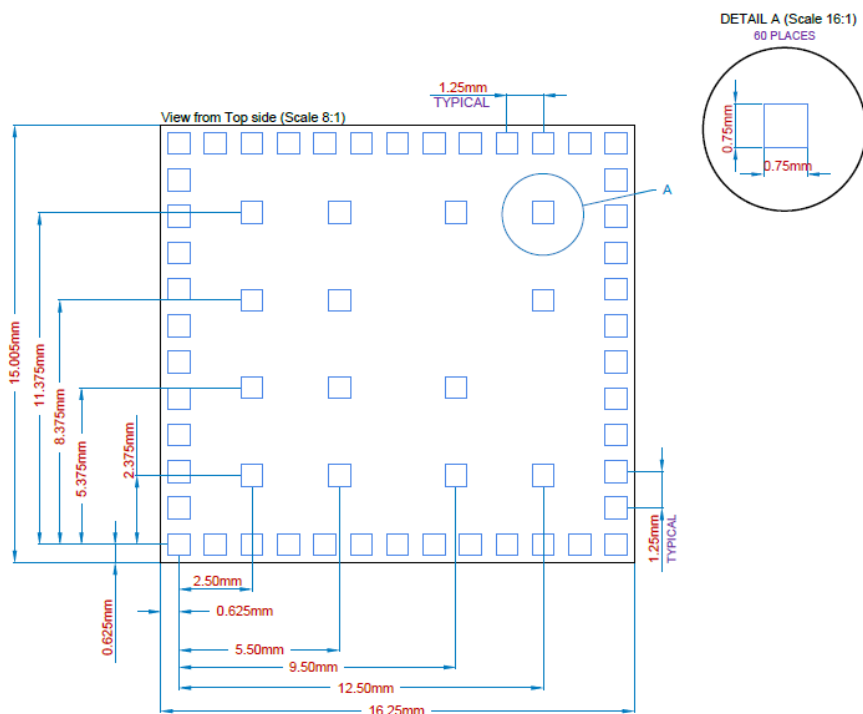 DETAIL A (Scale 16:1)
60 PLACES
0.75mm
0.75mm
1.25mm
TYPICAL
View from Top side (Scale 8:1)
A
15.005mm
11.375mm
8.375mm
5.375mm
2.375mm
1.25mm
TYPICAL
2.50mm
0.625mm
0.625mm
5.50mm
9.50mm
12.50mm
16.25mm